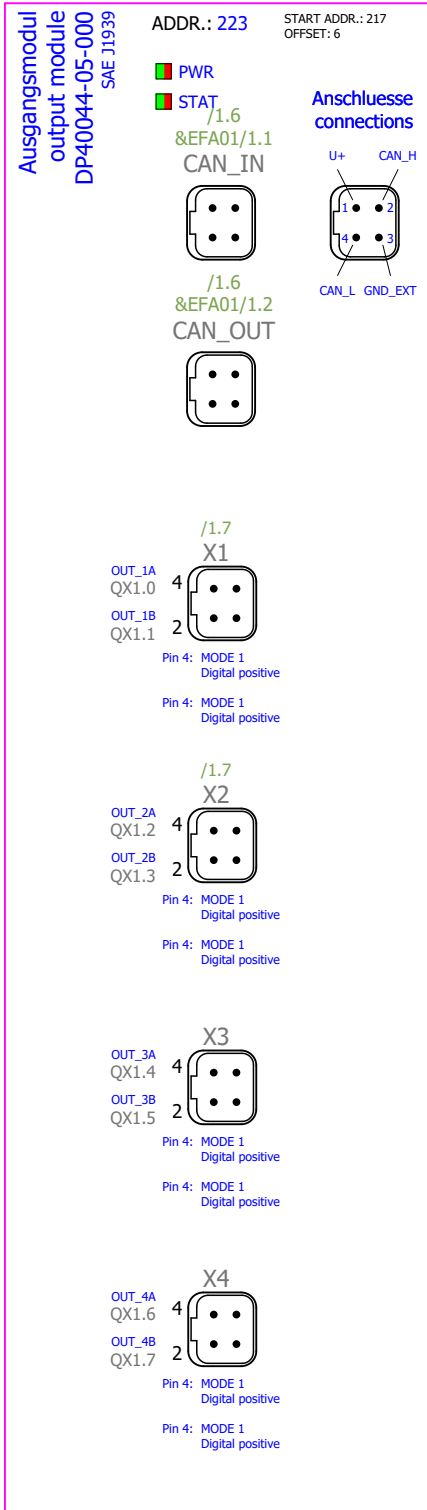 Ausgangsmodul
output module
DP40044-05-000
SAE J1939
ADDR.: 223
START ADDR.: 217
OFFSET: 6
PWR
STAT
/1.6
&EFA01/1.1
CAN_IN
Anschluesse
connections
U+ CAN_H
1 2
4 3
CAN_L GND_EXT
/1.6
&EFA01/1.2
CAN_OUT
/1.7
X1
OUT_1A
QX1.0 4
OUT_1B
QX1.1 2
Pin 4: MODE 1
Digital positive
Pin 4: MODE 1
Digital positive
/1.7
X2
OUT_2A
QX1.2 4
OUT_2B
QX1.3 2
Pin 4: MODE 1
Digital positive
Pin 4: MODE 1
Digital positive
X3
OUT_3A
QX1.4 4
OUT_3B
QX1.5 2
Pin 4: MODE 1
Digital positive
Pin 4: MODE 1
Digital positive
X4
OUT_4A
QX1.6 4
OUT_4B
QX1.7 2
Pin 4: MODE 1
Digital positive
Pin 4: MODE 1
Digital positive